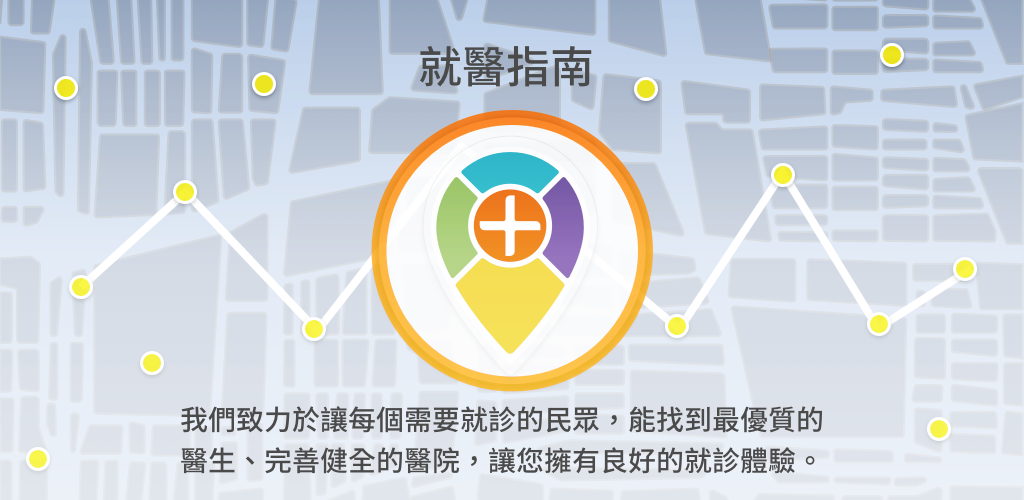 就醫指南
我們致力於讓每個需要就診的民眾，能找到最優質的
醫生、完善健全的醫院，讓您擁有良好的就診體驗。